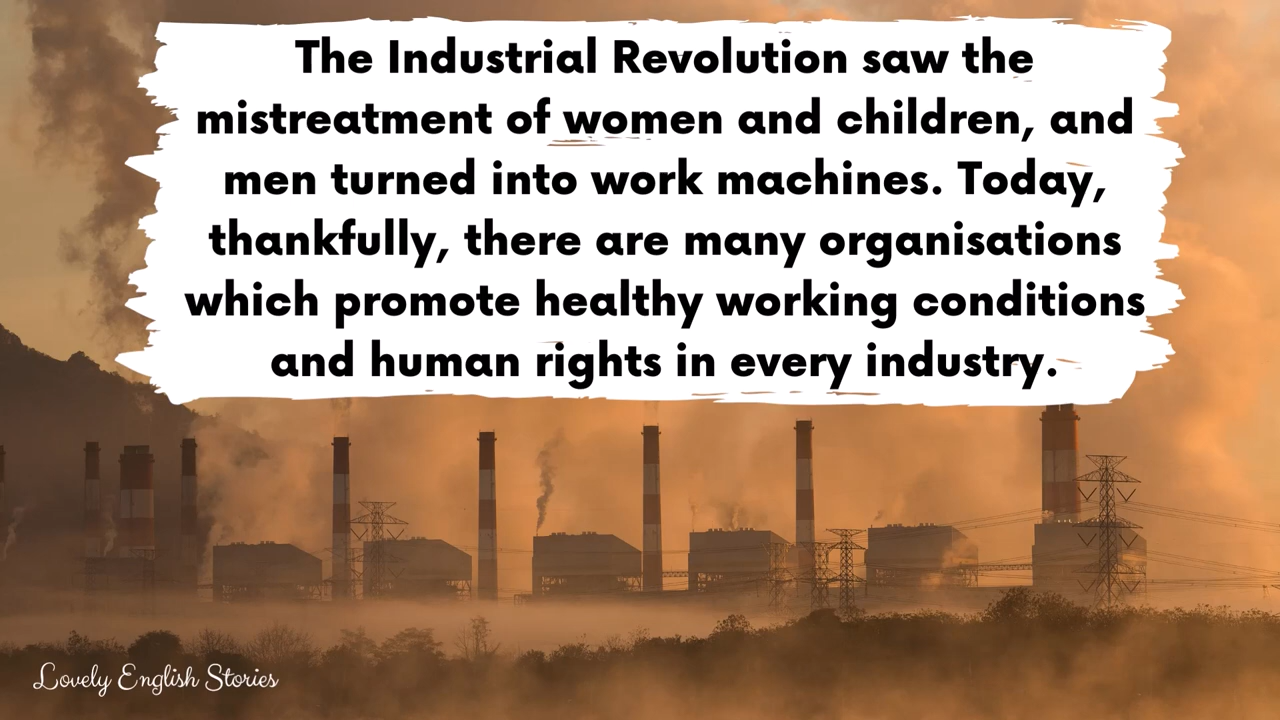 The Industrial Revolution saw the
mistreatment of women and children, and
men turned into work machines. Today,
thankfully, there are many organisations
which promote healthy working conditions
and human rights in every industry.
Lovely English Stories